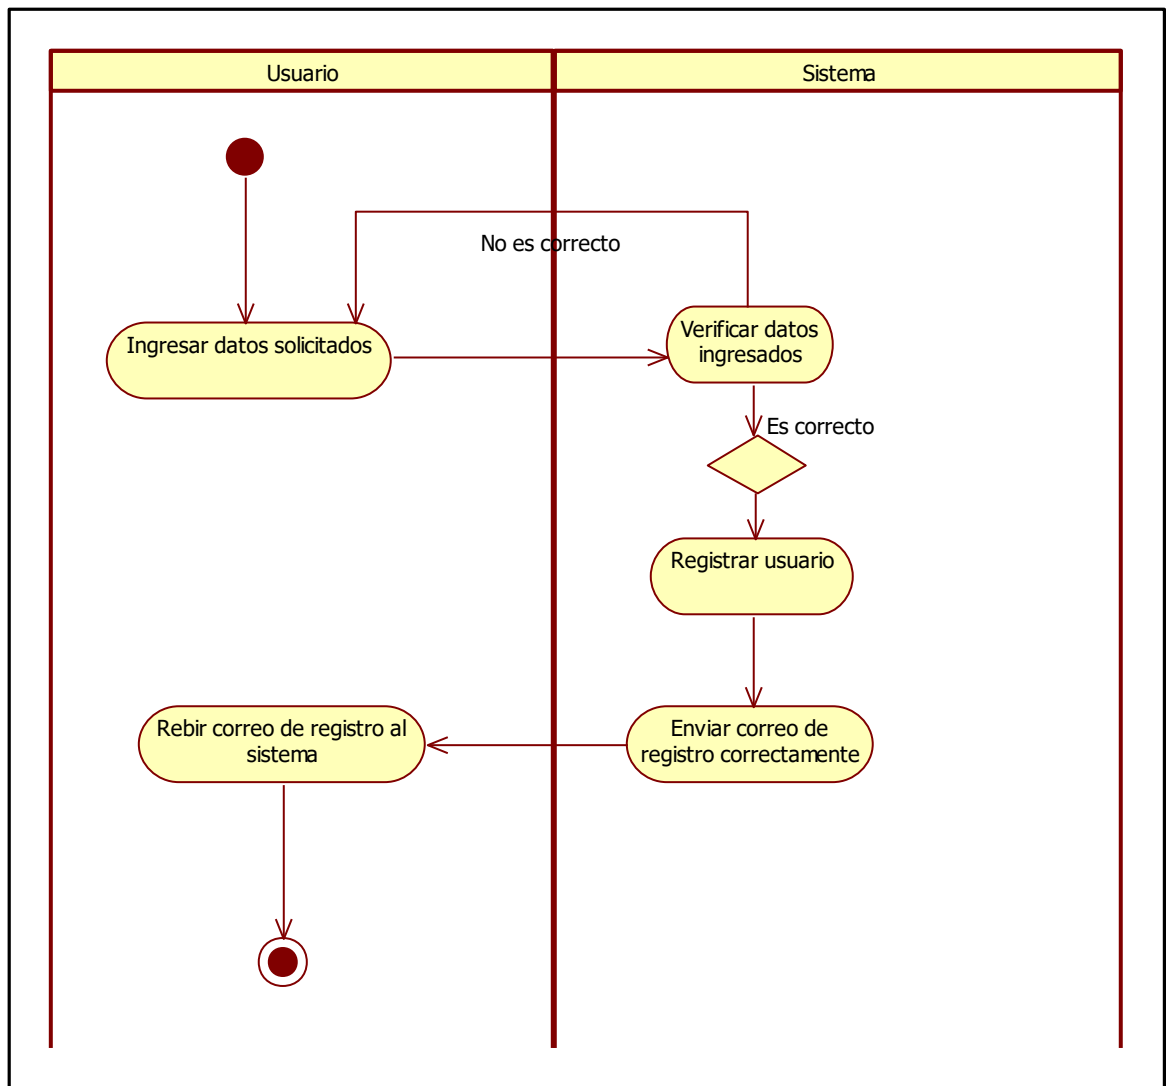 Usuario
Sistema
No es correcto
Ingresar datos solicitados
Verificar datos
ingresados
Es correcto
Registrar usuario
Rebir correo de registro al
sistema
Enviar correo de
registro correctamente